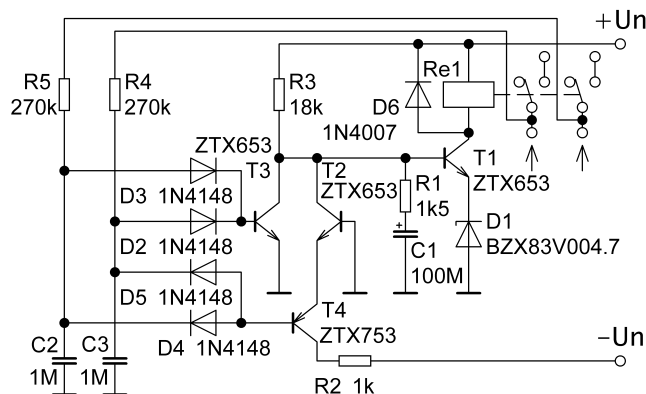 +Un
R5
270k
R4
270k
R3
18k
Re1
D6
1N4007
ZTX653
T3
T2
ZTX653
T1
ZTX653
R1
1k5
D3 1N4148
D2 1N4148
D1
BZX83V004.7
+
C1
100M
D5 1N4148
T4
ZTX753
D4 1N4148
C2
1M
C3
1M
R2 1k
−Un